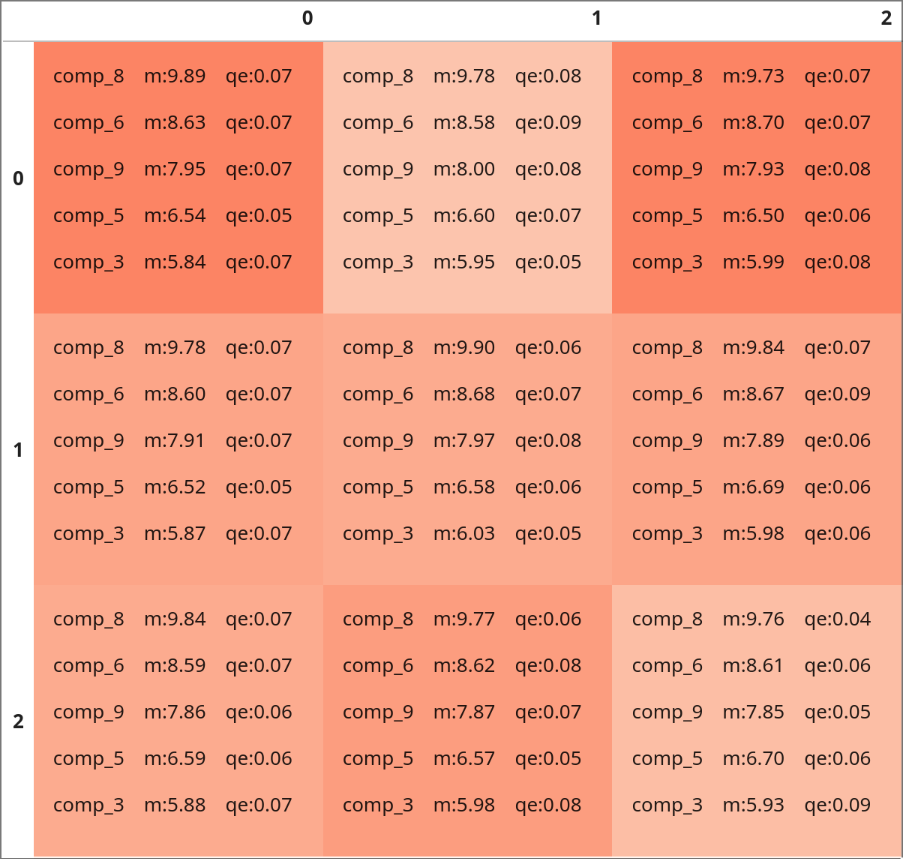 0 1 2
comp_8 m:9.89 qe:0.07 comp_8 m:9.78 qe:0.08 comp_8 m:9.73 qe:0.07
comp_6 m:8.63 qe:0.07 comp_6 m:8.58 qe:0.09 comp_6 m:8.70 qe:0.07
comp_9 m:7.95 qe:0.07 comp_9 m:8.00 qe:0.08 comp_9 m:7.93 qe:0.08
0
comp_5 m:6.54 qe:0.05 comp_5 m:6.60 qe:0.07 comp_5 m:6.50 qe:0.06
comp_3 m:5.84 qe:0.07 comp_3 m:5.95 qe:0.05 comp_3 m:5.99 qe:0.08
comp_8 m:9.78 qe:0.07 comp_8 m:9.90 qe:0.06 comp_8 m:9.84 qe:0.07
comp_6 m:8.60 qe:0.07 comp_6 m:8.68 qe:0.07 comp_6 m:8.67 qe:0.09
comp_9 m:7.91 qe:0.07 comp_9 m:7.97 qe:0.08 comp_9 m:7.89 qe:0.06
1
comp_5 m:6.52 qe:0.05 comp_5 m:6.58 qe:0.06 comp_5 m:6.69 qe:0.06
comp_3 m:5.87 qe:0.07 comp_3 m:6.03 qe:0.05 comp_3 m:5.98 qe:0.06
comp_8 m:9.84 qe:0.07 comp_8 m:9.77 qe:0.06 comp_8 m:9.76 qe:0.04
comp_6 m:8.59 qe:0.07 comp_6 m:8.62 qe:0.08 comp_6 m:8.61 qe:0.06
comp_9 m:7.86 qe:0.06 comp_9 m:7.87 qe:0.07 comp_9 m:7.85 qe:0.05
2
comp_5 m:6.59 qe:0.06 comp_5 m:6.57 qe:0.05 comp_5 m:6.70 qe:0.06
comp_3 m:5.88 qe:0.07 comp_3 m:5.98 qe:0.08 comp_3 m:5.93 qe:0.09